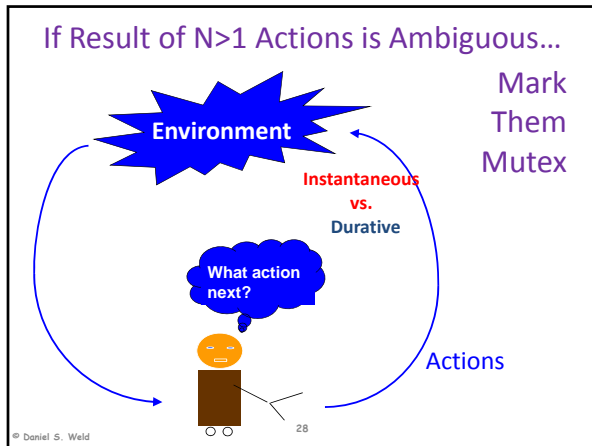 If Result of N>1 Actions is Ambiguous…
Mark
Them
Mutex
Environment
Instantaneous
vs.
Durative
What action
next?
Actions
28
© Daniel S. Weld